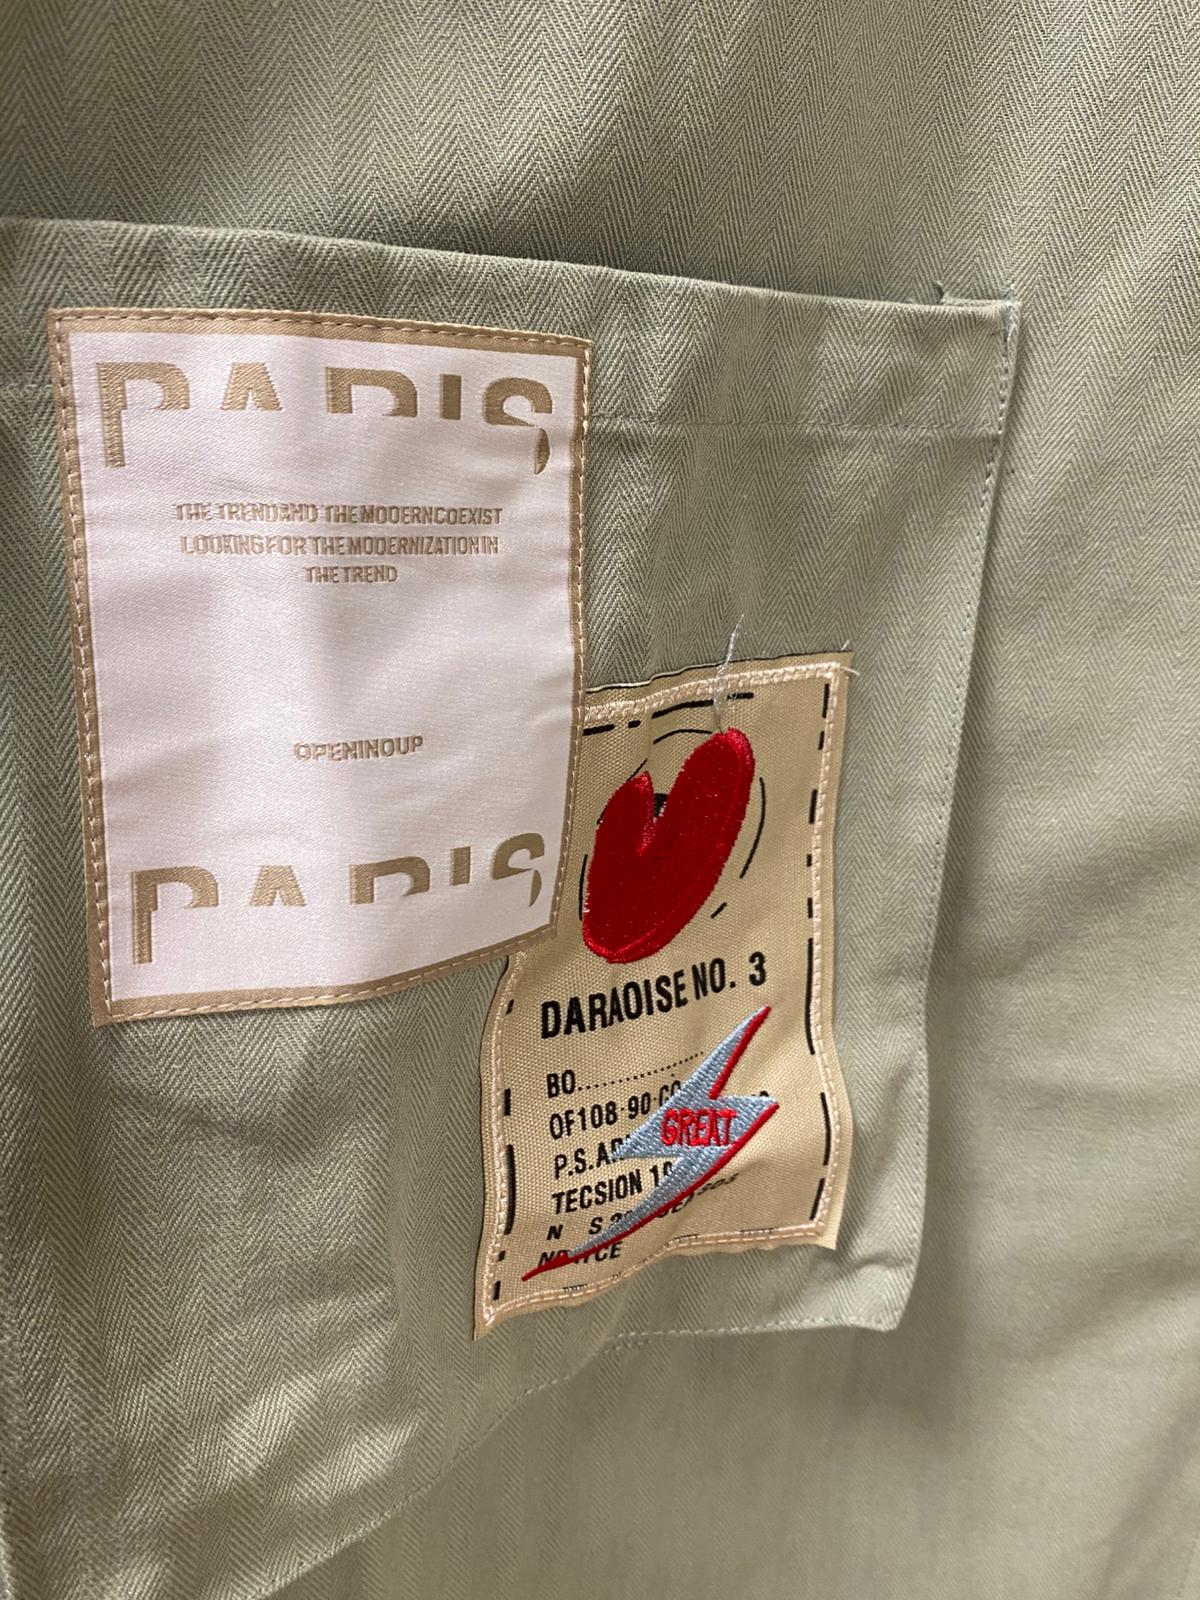 PARIS
THE TRENDAND THE MODERNCOEXIST
LOOKINGFOR THE MODERNIZATION IN
THE TREND
OPENINOUP
PARIS
DARAOISE NO. 3
BO
OF108-90-CO
P.S.A
TECSION
GREAT
N S